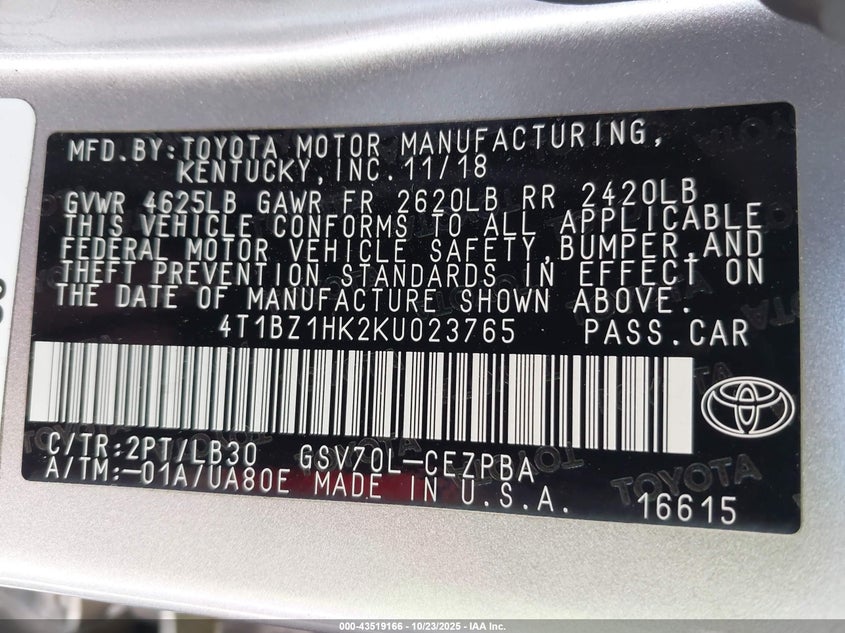 MFD.BY:TOYOTA MOTOR MANUFACTURING,
KENTUCKY,INC.11/18
GVWR 4625LB GAWR FR 2620LB RR 2420LB
THIS VEHICLE CONFORMS TO ALL APPLICABLE
FEDERAL MOTOR VEHICLE SAFETY,BUMPER,AND
THEFT PREVENTION STANDARDS IN EFFECT ON
THE DATE OF MANUFACTURE SHOWN ABOVE.
4T1BZ1HK2KU023765 PASS.CAR
C/TR:2PT/LB30 GSV70L-CEZPBA
A/TM:-01A/UA80E MADE IN U.S.A. 16615
TOYOTA
000-43519166 - 10/23/2025 - IAA Inc.